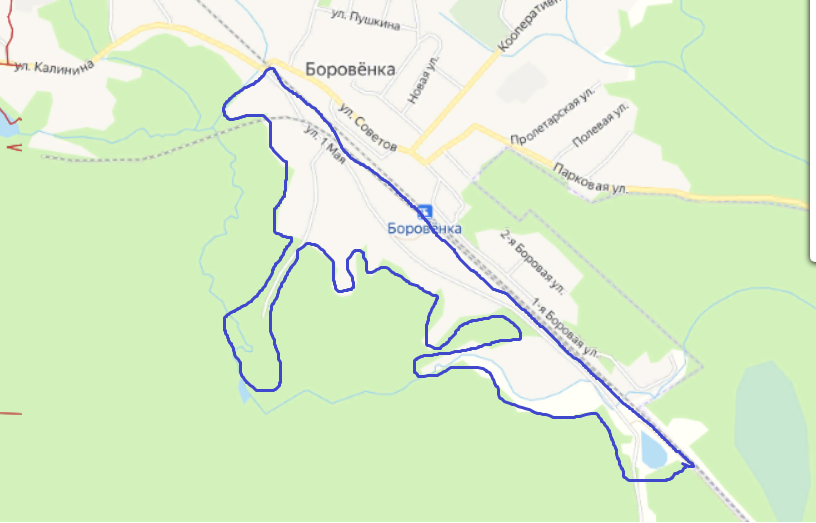 ул. Пушкина
Кооператив
ул. Калинина
Боровёнка
Новая ул.
ул. Советов
Пролетарская ул.
Полевая ул.
ул. 1 Мая
Парковая ул.
Боровёнка
2-я Боровая ул.
1-я Боровая ул.